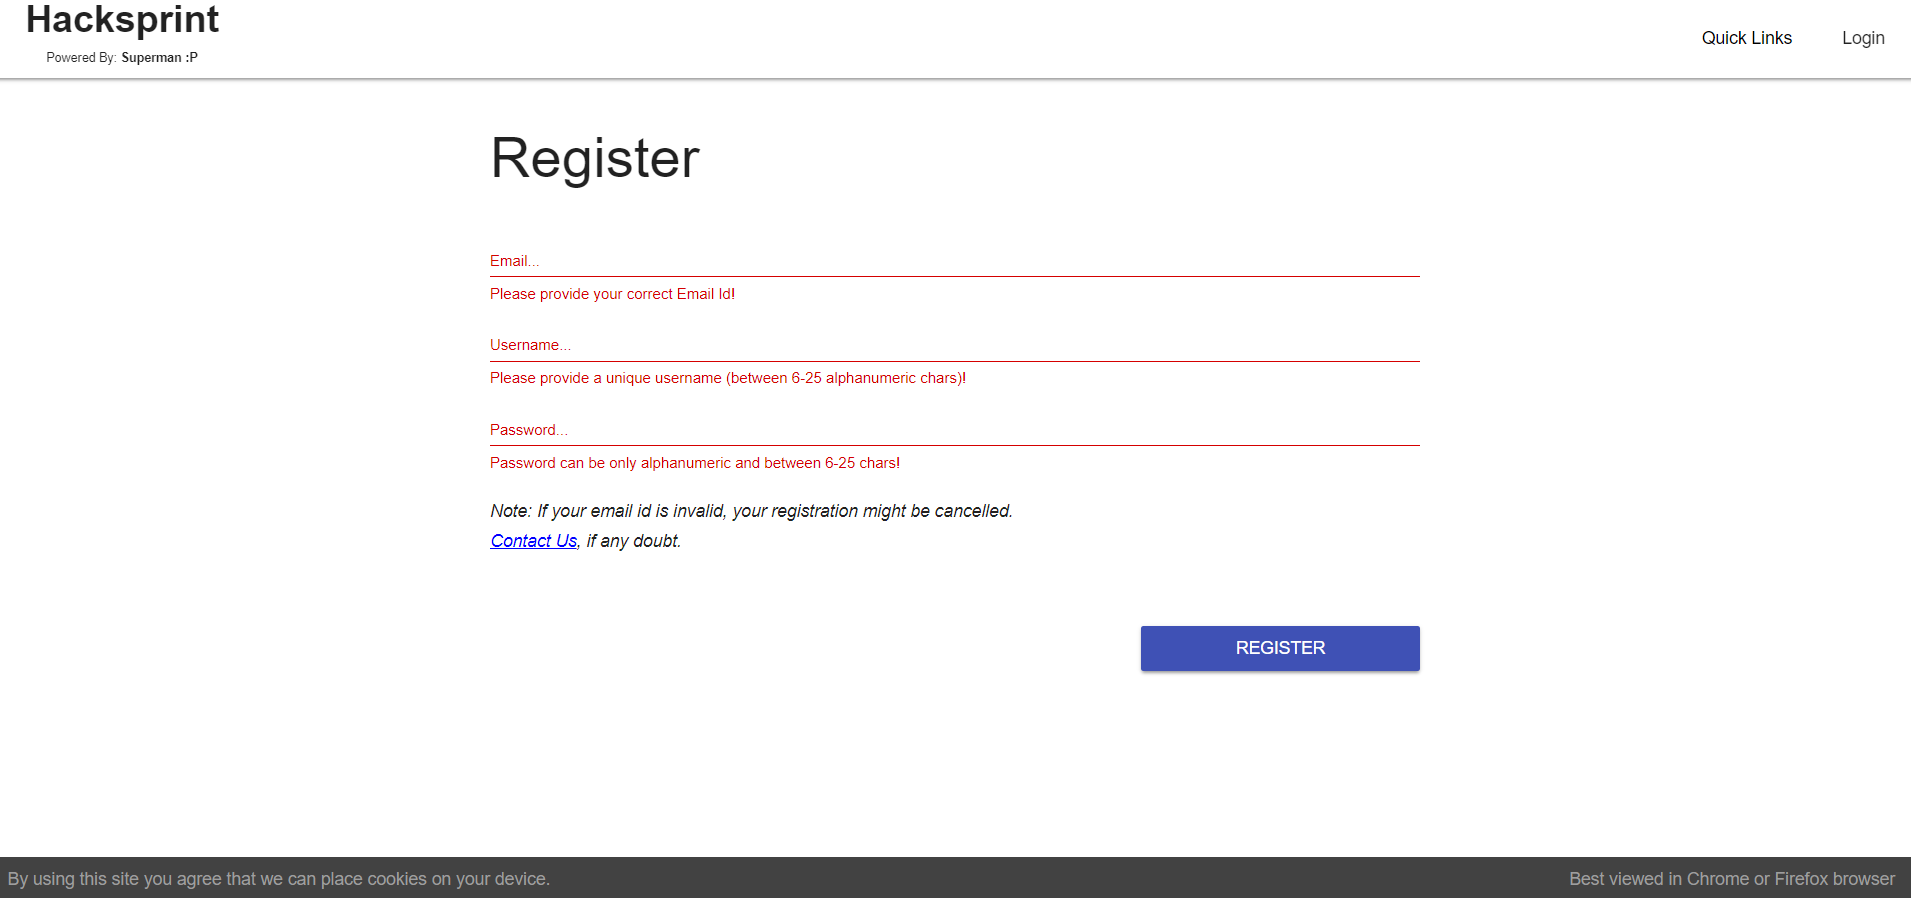 Hacksprint
Powered By: Superman :P
Quick Links
Login
Register
Email...
Please provide your correct Email Id!
Username...
Please provide a unique username (between 6-25 alphanumeric chars)!
Password...
Password can be only alphanumeric and between 6-25 chars!
Note: If your email id is invalid, your registration might be cancelled.
Contact Us, if any doubt.
REGISTER
By using this site you agree that we can place cookies on your device.
Best viewed in Chrome or Firefox browser